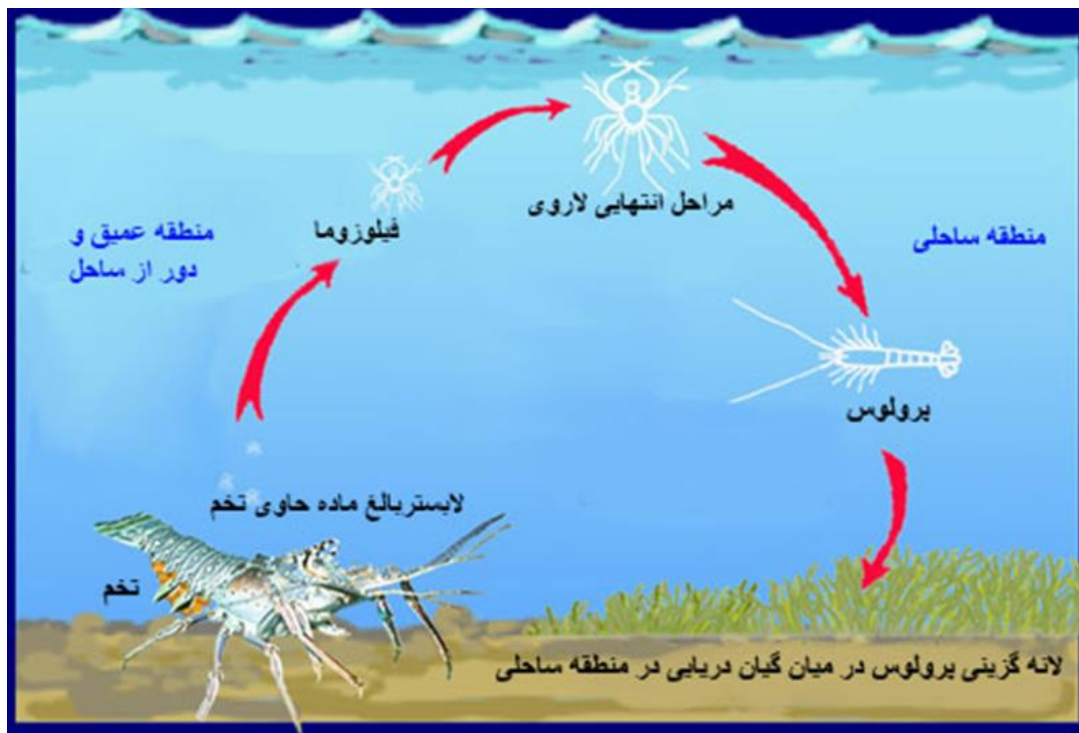 مراحل انتهایی لاروی
فیلوزوما
منطقه ساحلی
منطقه عمیق و
دور از ساحل
پرولوس
لابستربالغ ماده حاوی تخم
تخم
لانه گزینی پرولوس در میان گیان دریایی در منطقه ساحلی